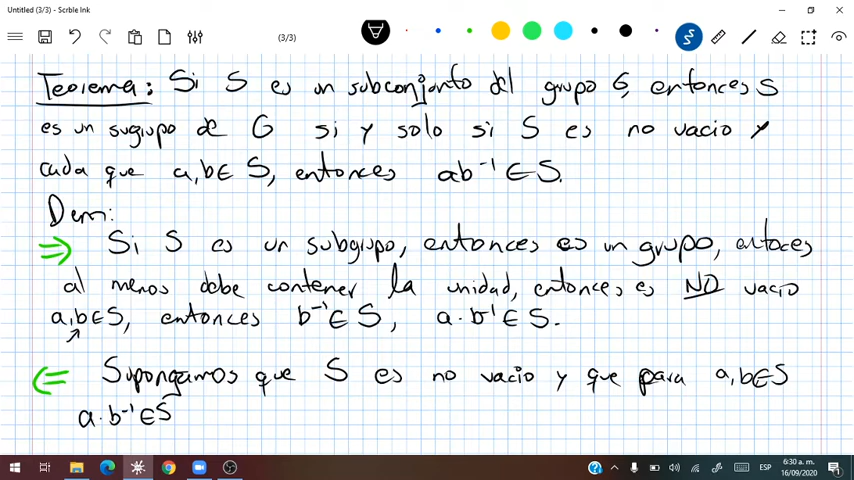 Untitled (3/3) - Scrble Ink
(3/3)
Teorema: Si S es un subconjunto del grupo G, entonces S
es un sugrupo de G si y solo si S es no vacio y
cada que a,b∈S, entonces ab⁻¹∈S.
Dem:
⇒) Si S es un subgrupo, entonces es un grupo, entoces
al menos debe contener la unidad, entonces es NO vacio
a,b∈S, entonces b⁻¹∈S, a·b⁻¹∈S.
(⇐ Supongamos que S es no vacio y que para a,b∈S
a·b⁻¹∈S
ESP
6:30 a. m.
16/09/2020